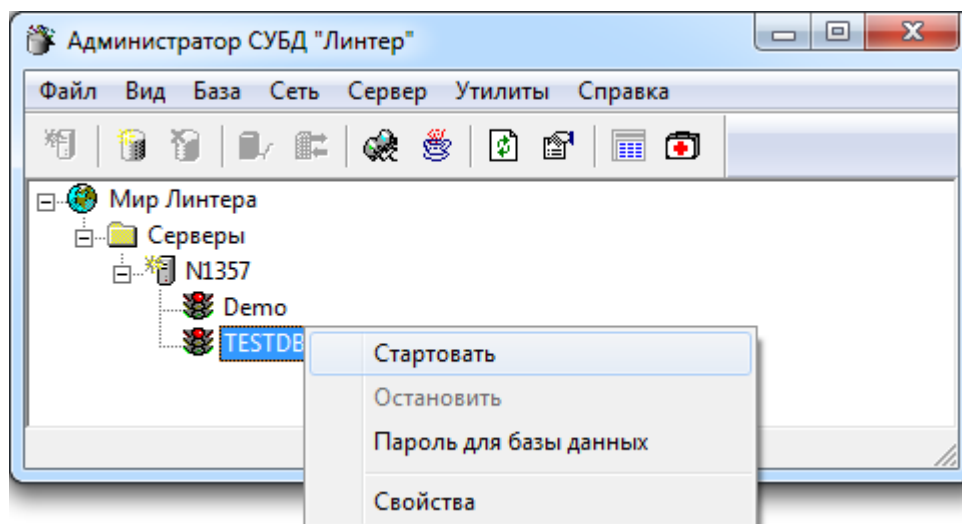 Администратор СУБД "Линтер"
Файл Вид База Сеть Сервер Утилиты Справка
Мир Линтера
Серверы
N1357
Demo
TESTDB
Стартовать
Остановить
Пароль для базы данных
Свойства